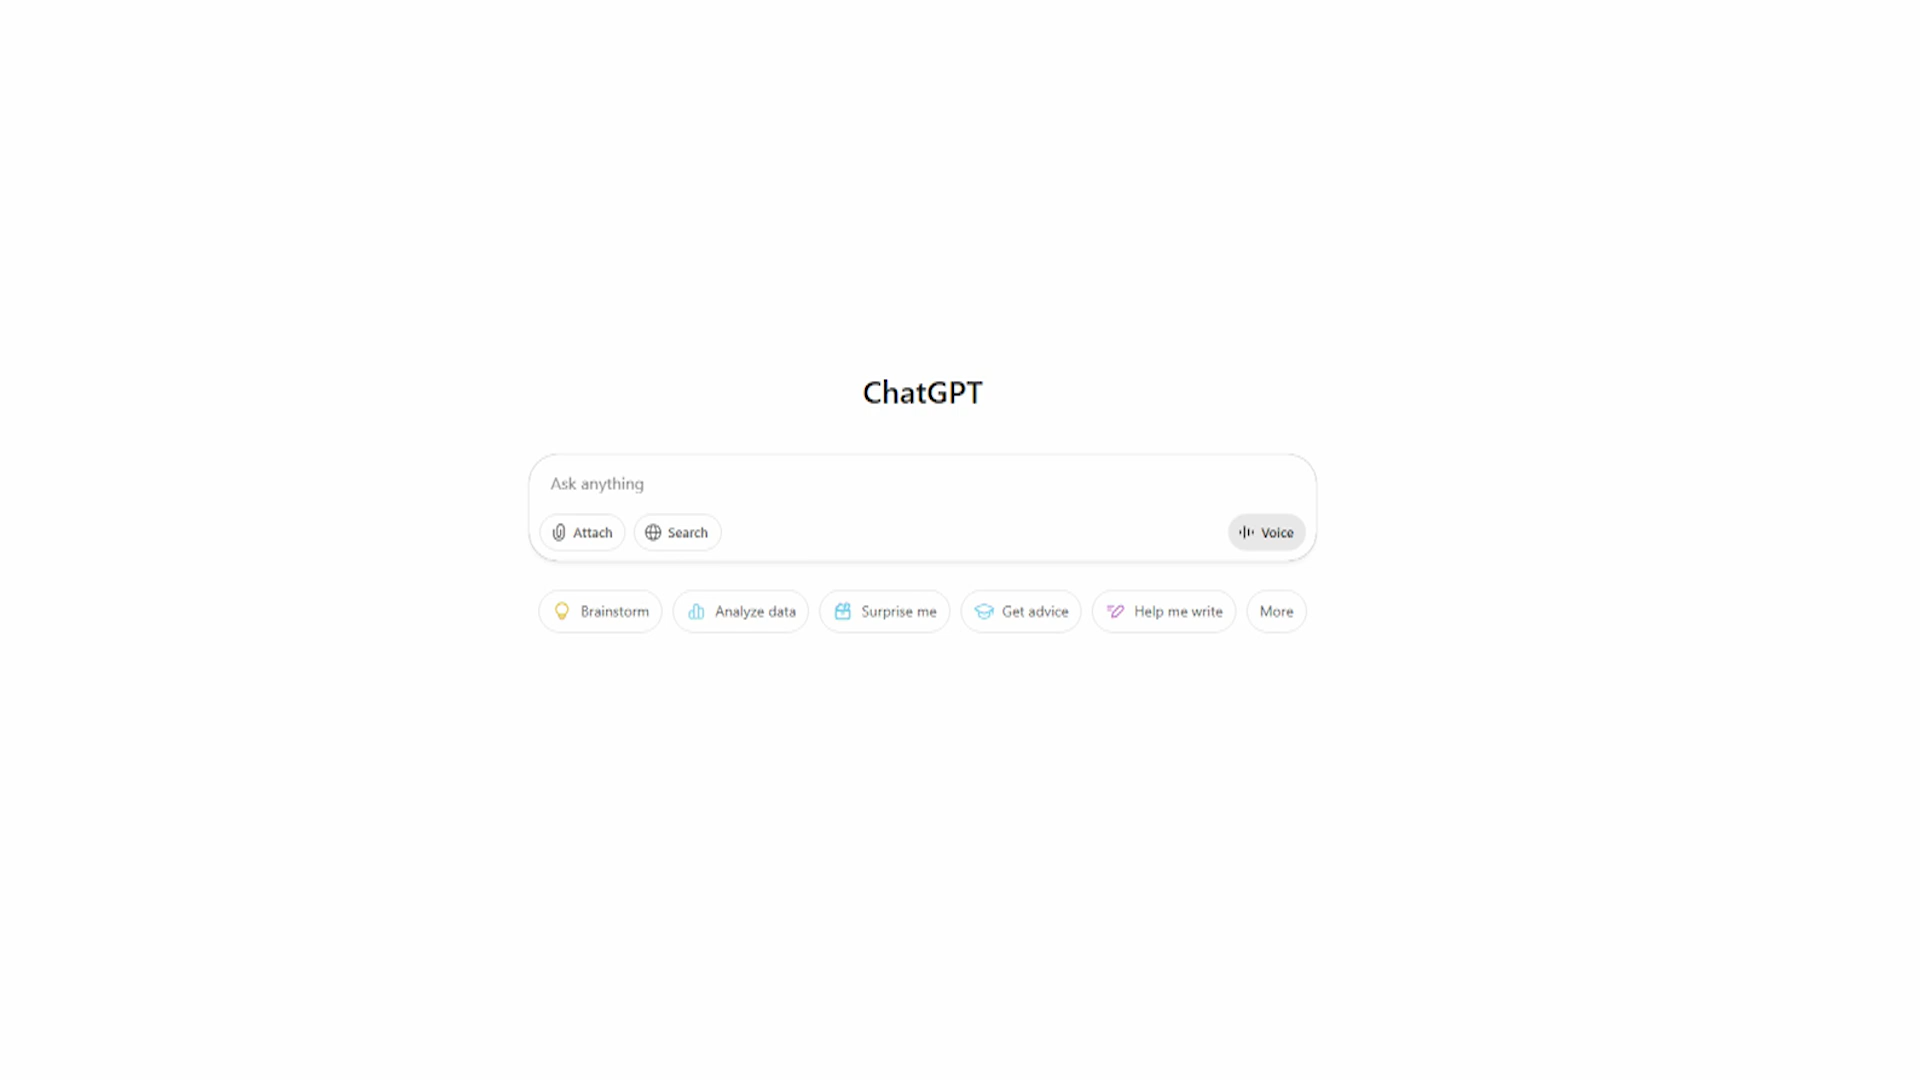 ChatGPT
Ask anything
Attach Search Voice
Brainstorm Analyze data Surprise me Get advice Help me write More